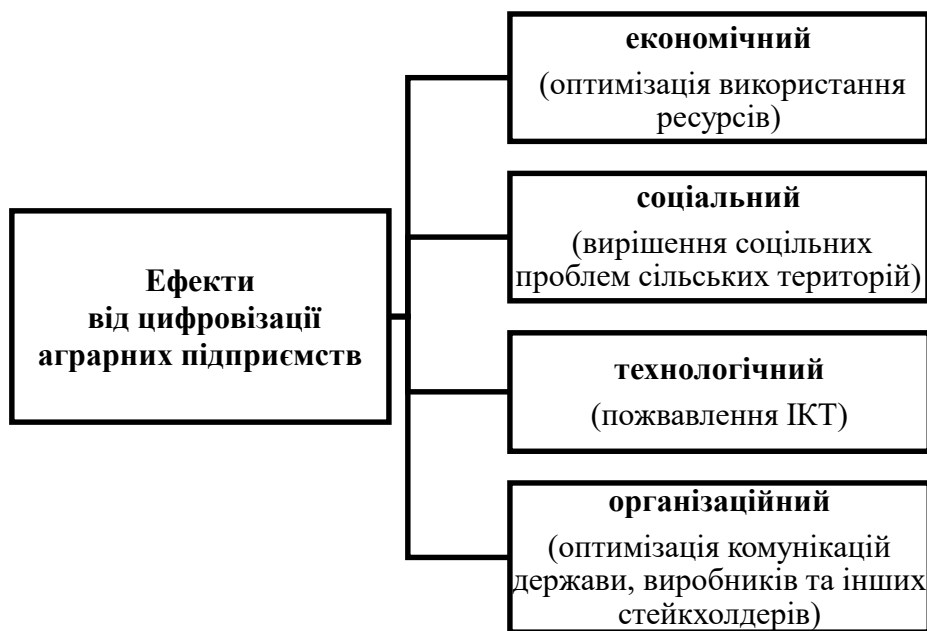 Ефекти
від цифровізації
аграрних підприємств
економічний
(оптимізація використання
ресурсів)
соціальний
(вирішення соцільних
проблем сільських територій)
технологічний
(пожвавлення ІКТ)
організаційний
(оптимізація комунікацій
держави, виробників та інших
стейкхолдерів)